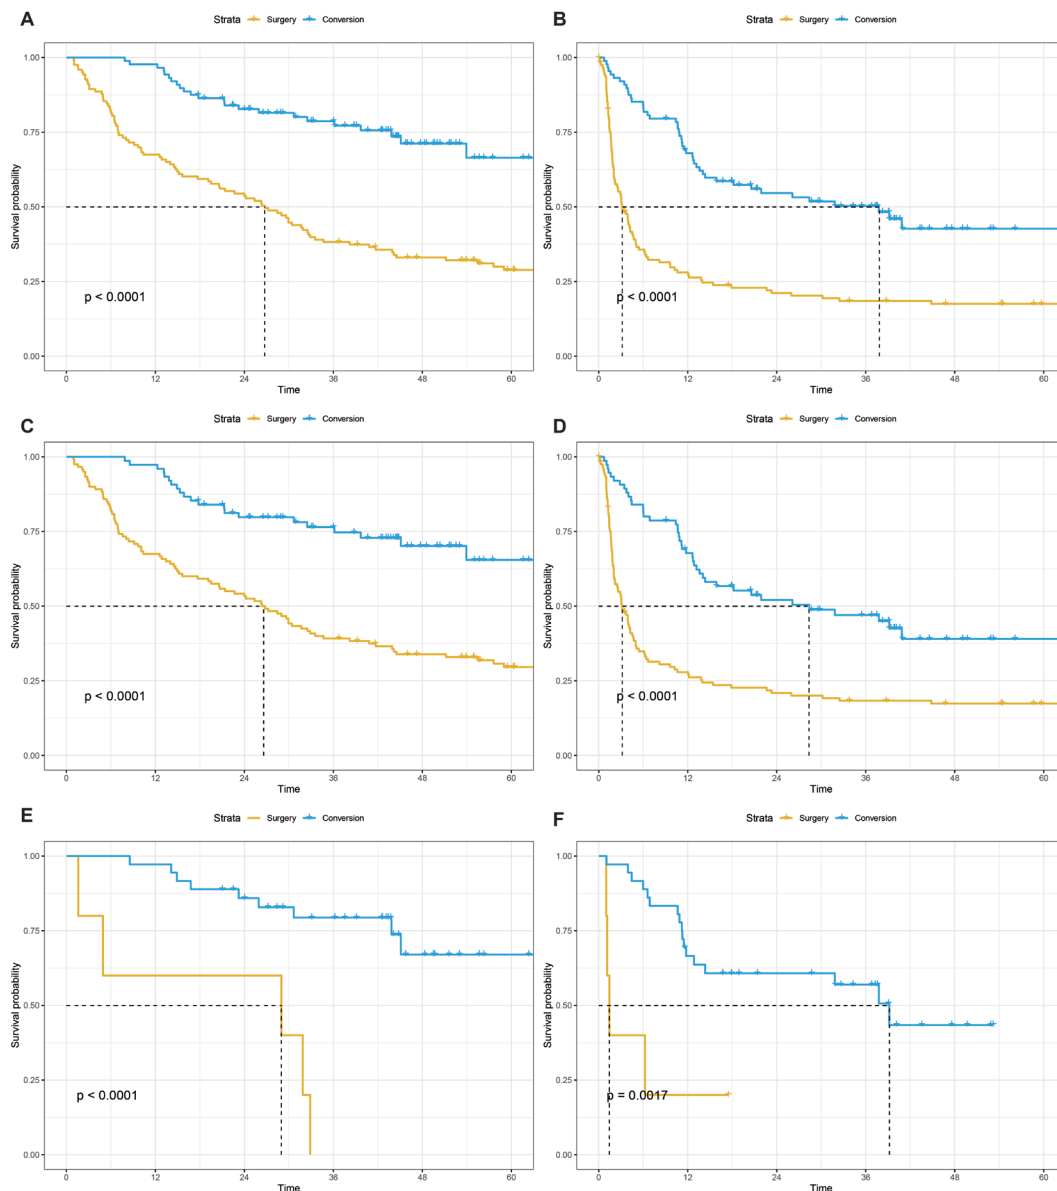 A
Strata Surgery Conversion
1.00
0.75
0.50
0.25
0.00
Survival probability
p < 0.0001
0 12 24 36 48 60
Time
B
Strata Surgery Conversion
1.00
0.75
0.50
0.25
0.00
Survival probability
p < 0.0001
0 12 24 36 48 60
Time
C
Strata Surgery Conversion
1.00
0.75
0.50
0.25
0.00
Survival probability
p < 0.0001
0 12 24 36 48 60
Time
D
Strata Surgery Conversion
1.00
0.75
0.50
0.25
0.00
Survival probability
p < 0.0001
0 12 24 36 48 60
Time
E
Strata Surgery Conversion
1.00
0.75
0.50
0.25
0.00
Survival probability
p < 0.0001
0 12 24 36 48 60
Time
F
Strata Surgery Conversion
1.00
0.75
0.50
0.25
0.00
Survival probability
p = 0.0017
0 12 24 36 48 60
Time